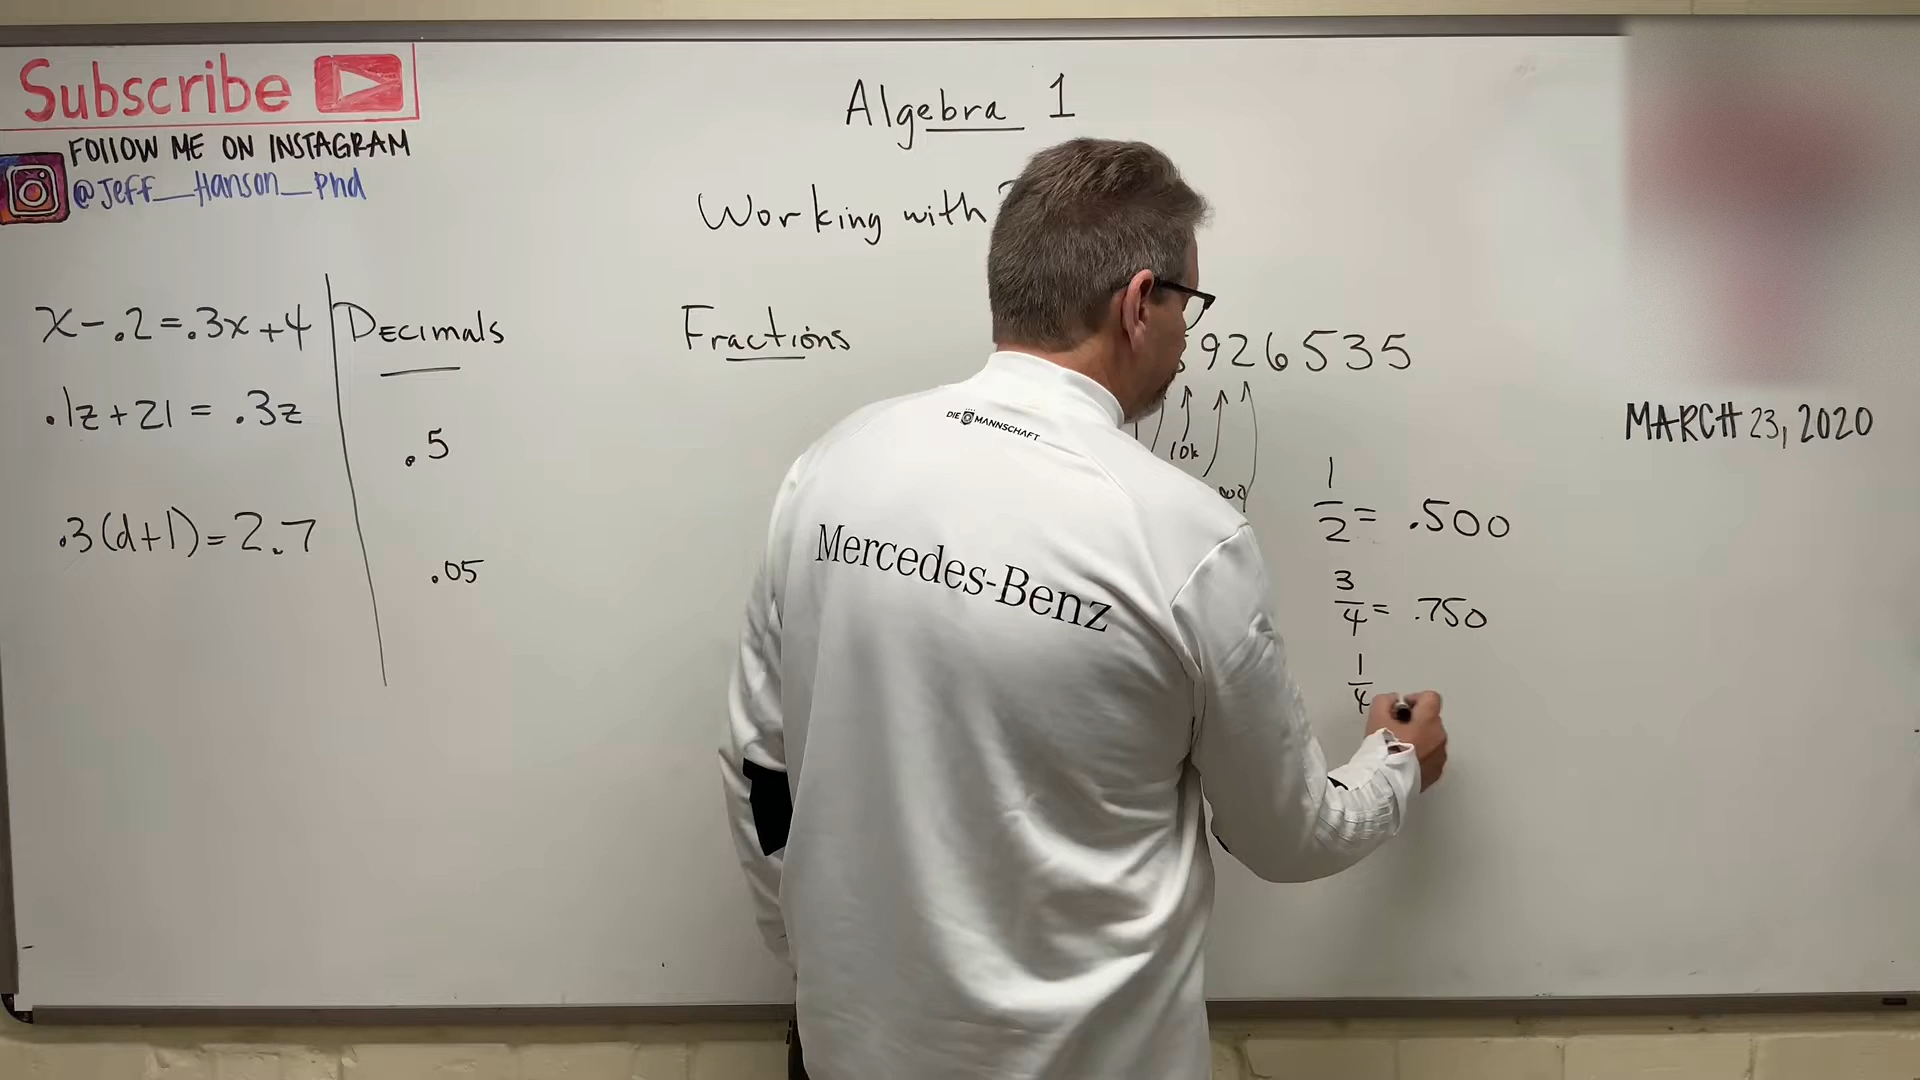 Subscribe
FOllOW ME ON INSTAGRAM
@Jeff_Hanson_Phd
Algebra 1
Working with
x-.2=.3x+4
.1z+21=.3z
.3(d+1)=2.7
Decimals
.5
.05
Fractions
5926535
10k
MARCH 23, 2020
1/2 = .500
3/4 = .750
1/4
DIE MANNSCHAFT
Mercedes-Benz